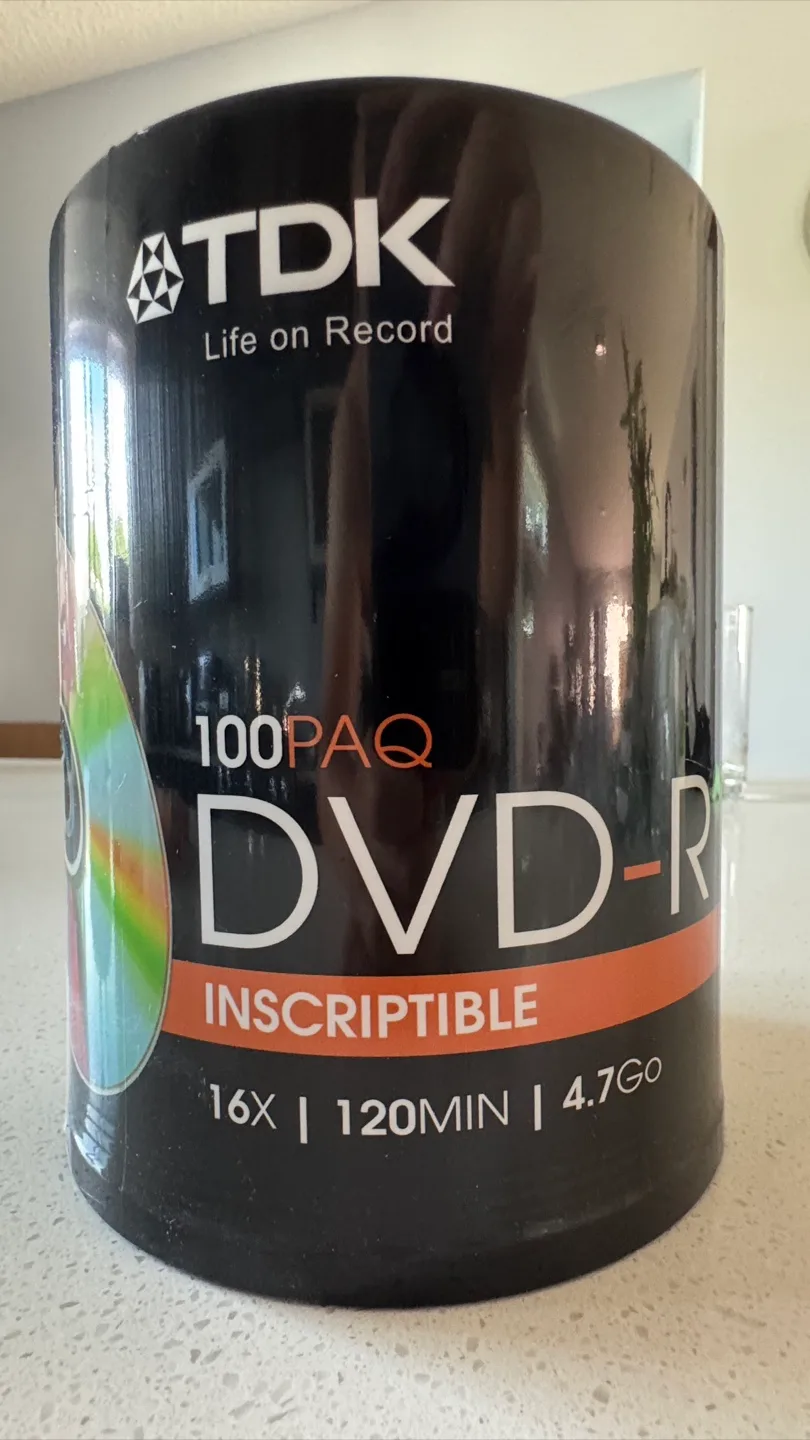 TDK
Life on Record
100PAQ
DVD-R
INSCRIPTIBLE
16X | 120MIN | 4.7Go